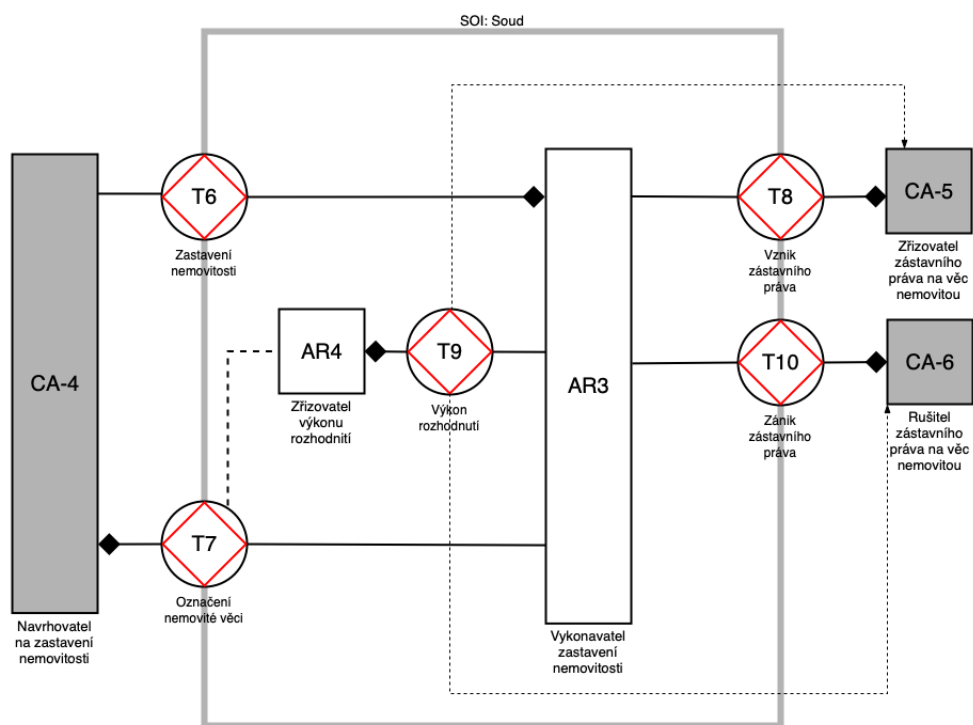 SOI: Soud
CA-4
Navrhovatel
na zastavení
nemovitosti
T6
Zastavení
nemovitosti
AR4
Zřizovatel
výkonu
rozhodnití
T9
Výkon
rozhodnutí
T7
Označení
nemovité věci
AR3
Vykonavatel
zastavení
nemovitosti
T8
Vznik
zástavního
práva
CA-5
Zřizovatel
zástavního
práva na věc
nemovitou
T10
Zánik
zástavního
práva
CA-6
Rušitel
zástavního
práva na věc
nemovitou